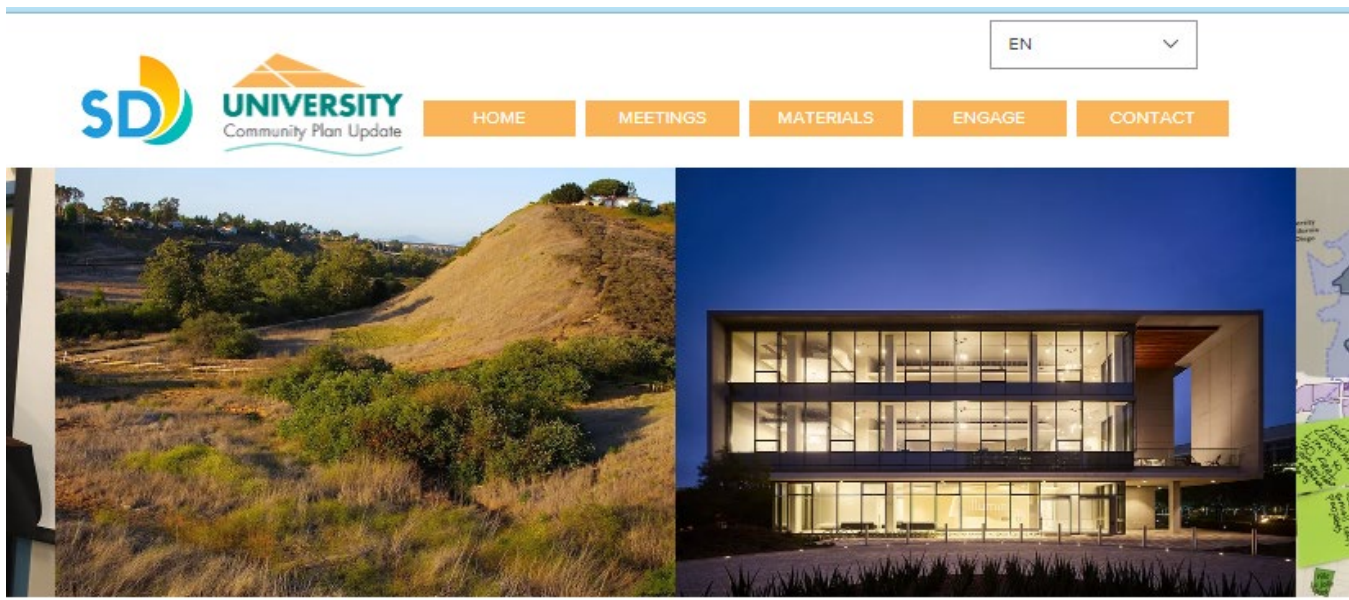 EN
SD
UNIVERSITY
Community Plan Update
HOME
MEETINGS
MATERIALS
ENGAGE
CONTACT